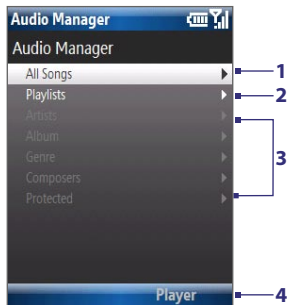 Audio Manager
Audio Manager
All Songs
1
Playlists
2
Artists
Album
Genre
3
Composers
Protected
Player
4